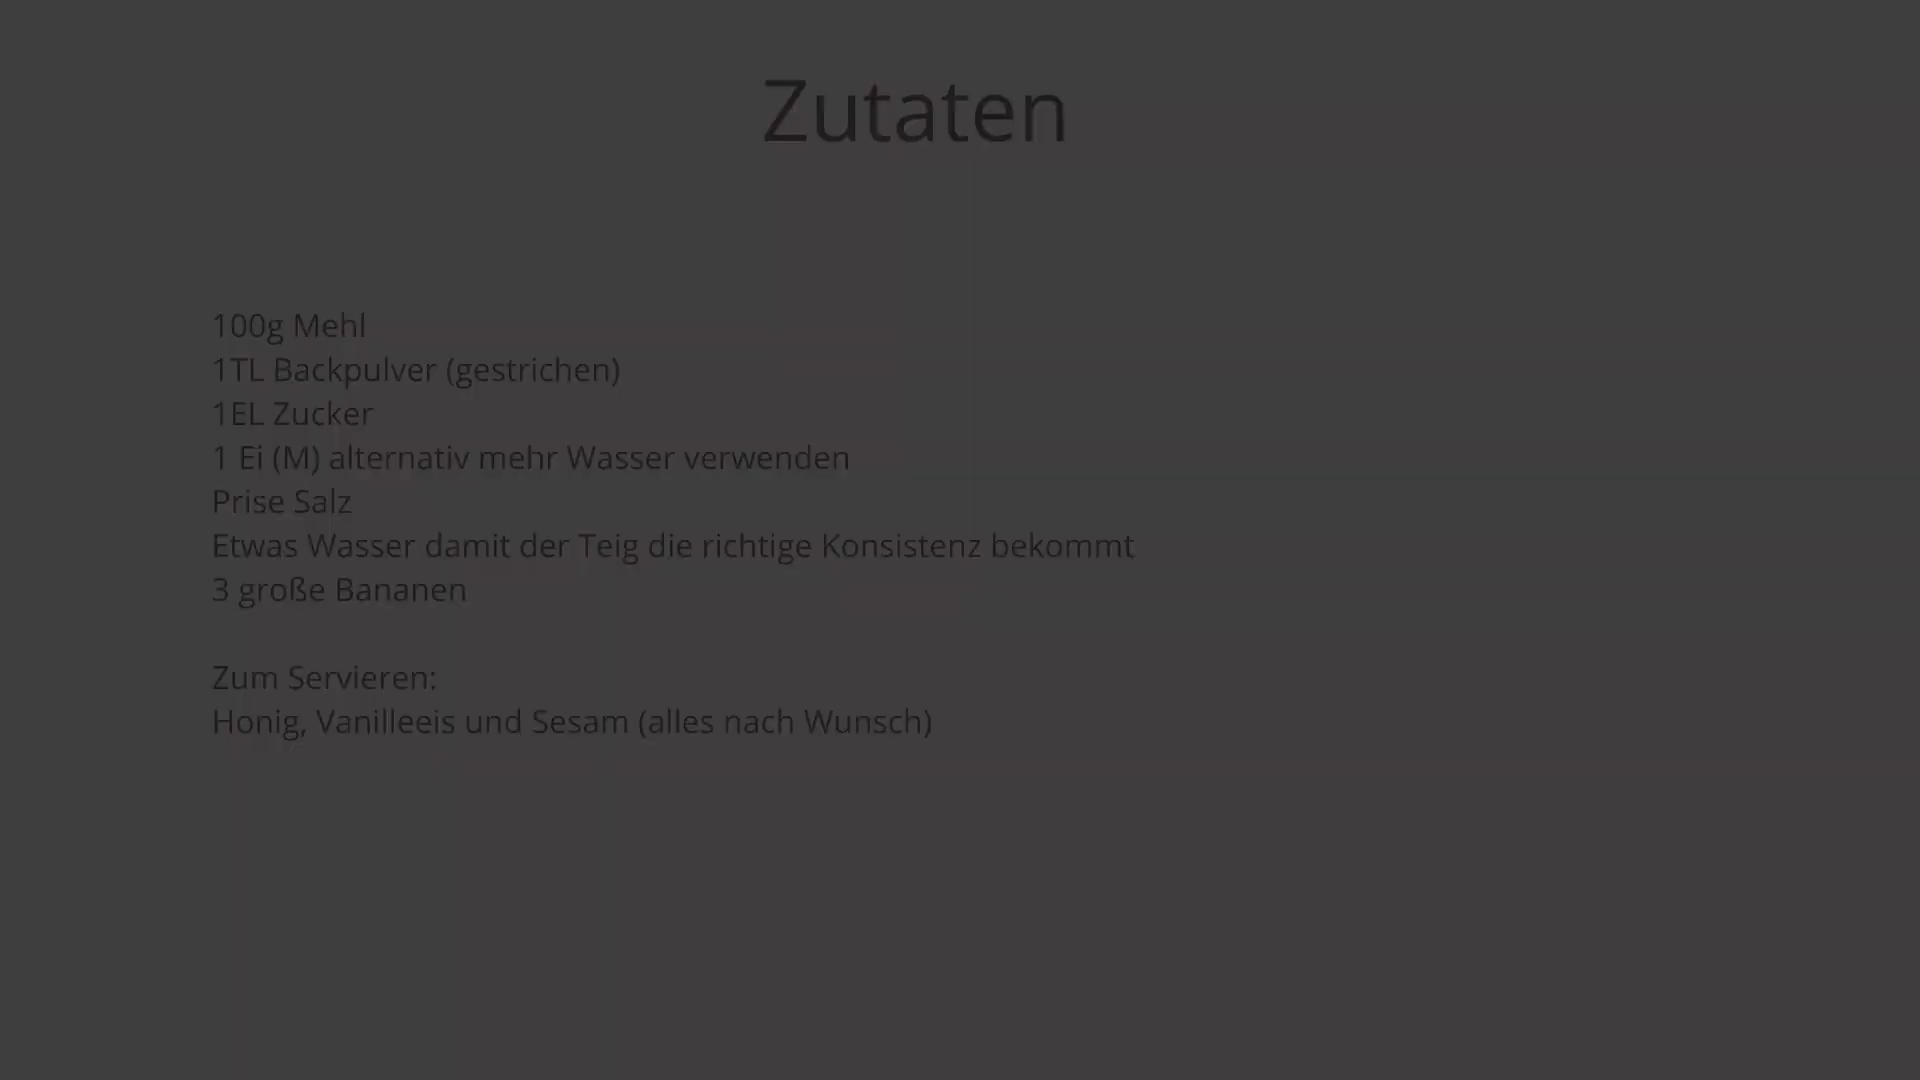 Zutaten
100g Mehl
1TL Backpulver (gestrichen)
1EL Zucker
1 Ei (M) alternativ mehr Wasser verwenden
Prise Salz
Etwas Wasser damit der Teig die richtige Konsistenz bekommt
3 große Bananen
Zum Servieren:
Honig, Vanilleeis und Sesam (alles nach Wunsch)